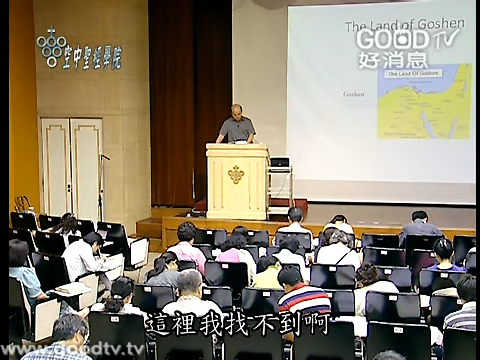 The Land of Goshen
GOOD TV
好消息
空中聖經學院
The Land Of Goshen
Goshen
這裡我找不到啊
www.Goodtv.tv